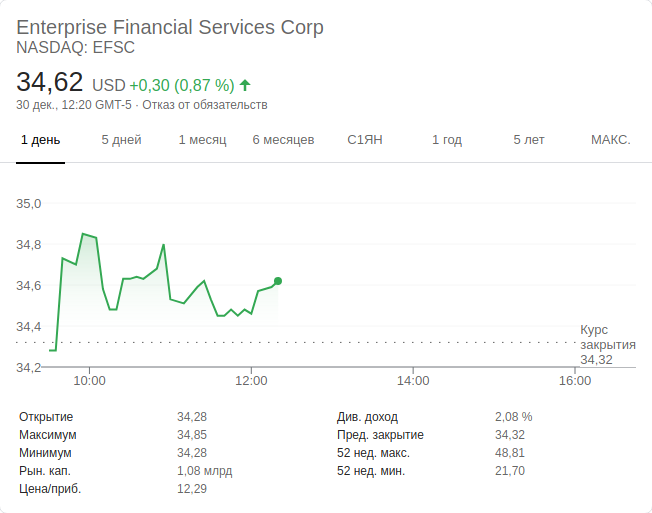 Enterprise Financial Services Corp
NASDAQ: EFSC
34,62 USD +0,30 (0,87 %)
30 дек., 12:20 GMT-5 · Отказ от обязательств
1 день 5 дней 1 месяц 6 месяцев С1ЯН 1 год 5 лет МАКС.
35,0
34,8
34,6
34,4
Курс
закрытия
34,32
34,2
10:00 12:00 14:00 16:00
Открытие 34,28 Див. доход 2,08 %
Максимум 34,85 Пред. закрытие 34,32
Минимум 34,28 52 нед. макс. 48,81
Рын. кап. 1,08 млрд 52 нед. мин. 21,70
Цена/приб. 12,29